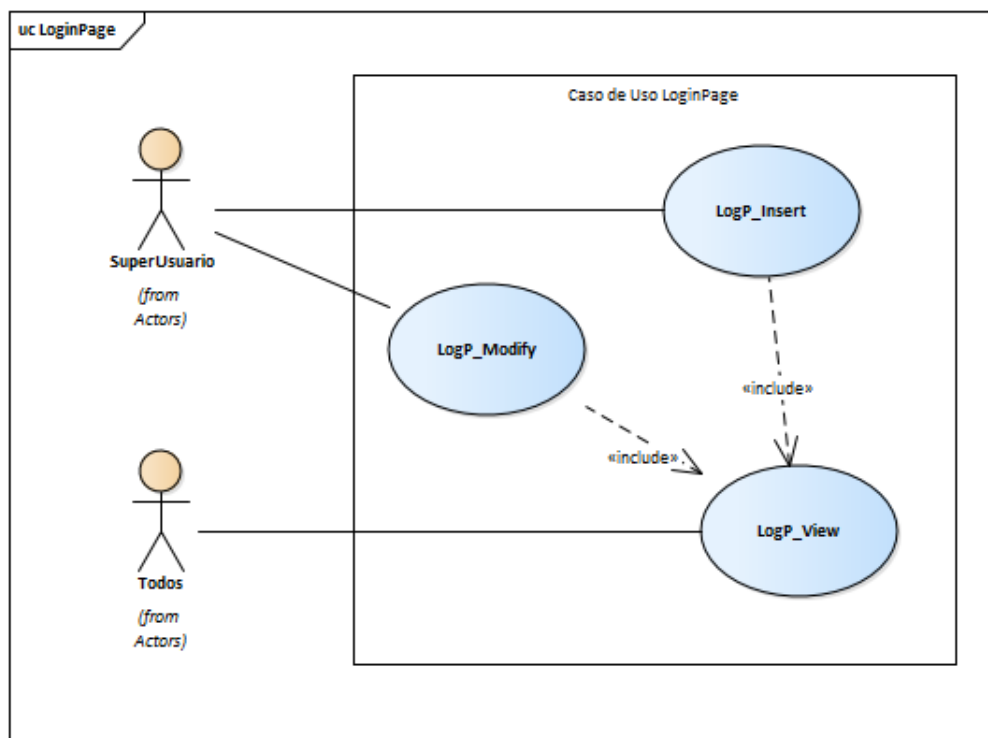 uc LoginPage
Caso de Uso LoginPage
LogP_Insert
SuperUsuario
(from
Actors)
LogP_Modify
«include»
«include»
LogP_View
Todos
(from
Actors)